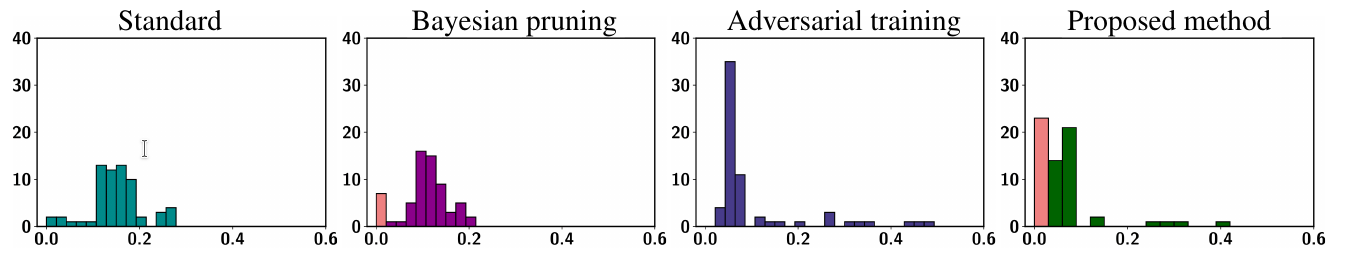 Standard Bayesian pruning Adversarial training Proposed method
40 40 40 40
30 30 30 30
20 20 20 20
10 10 10 10
0 0 0 0
0.0 0.2 0.4 0.6 0.0 0.2 0.4 0.6 0.0 0.2 0.4 0.6 0.0 0.2 0.4 0.6